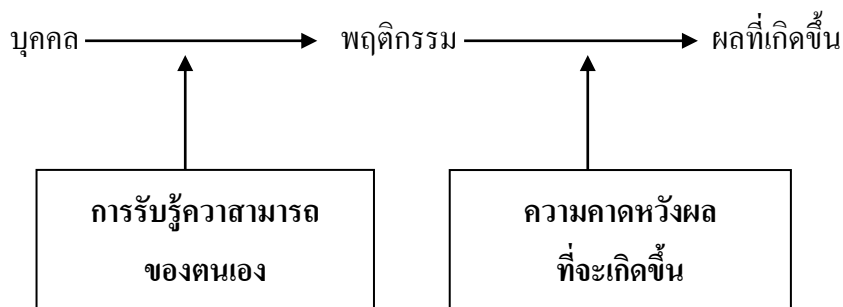 บุคคล พฤติกรรม ผลที่เกิดขึ้น
การรับรู้ควาสามารถ
ของตนเอง
ความคาดหวังผล
ที่จะเกิดขึ้น